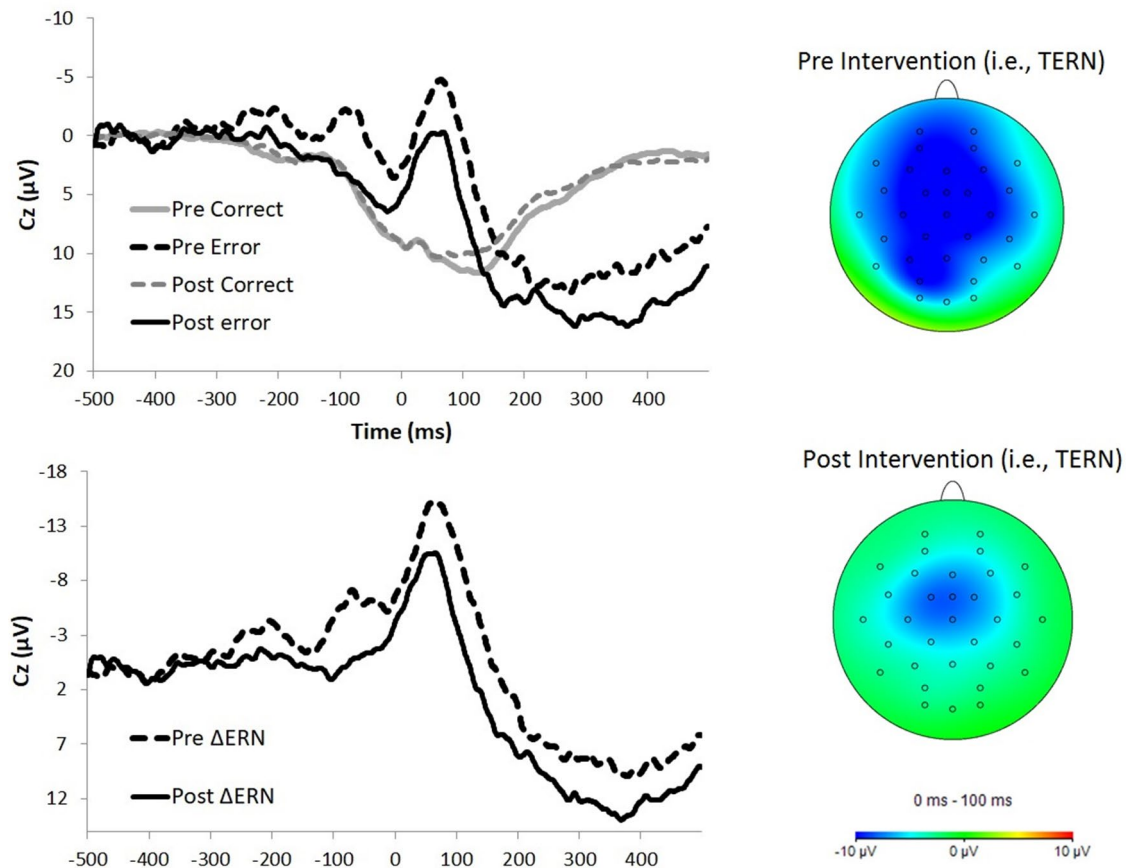 -10
-5
0
5
10
15
20
Cz (µV)
Pre Correct
Pre Error
Post Correct
Post error
-500 -400 -300 -200 -100 0 100 200 300 400
Time (ms)
Pre Intervention (i.e., TERN)
-18
-13
-8
-3
2
7
12
Cz (µV)
Pre ΔERN
Post ΔERN
-500 -400 -300 -200 -100 0 100 200 300 400
Post Intervention (i.e., TERN)
0 ms - 100 ms
-10 µV 0 µV 10 µV